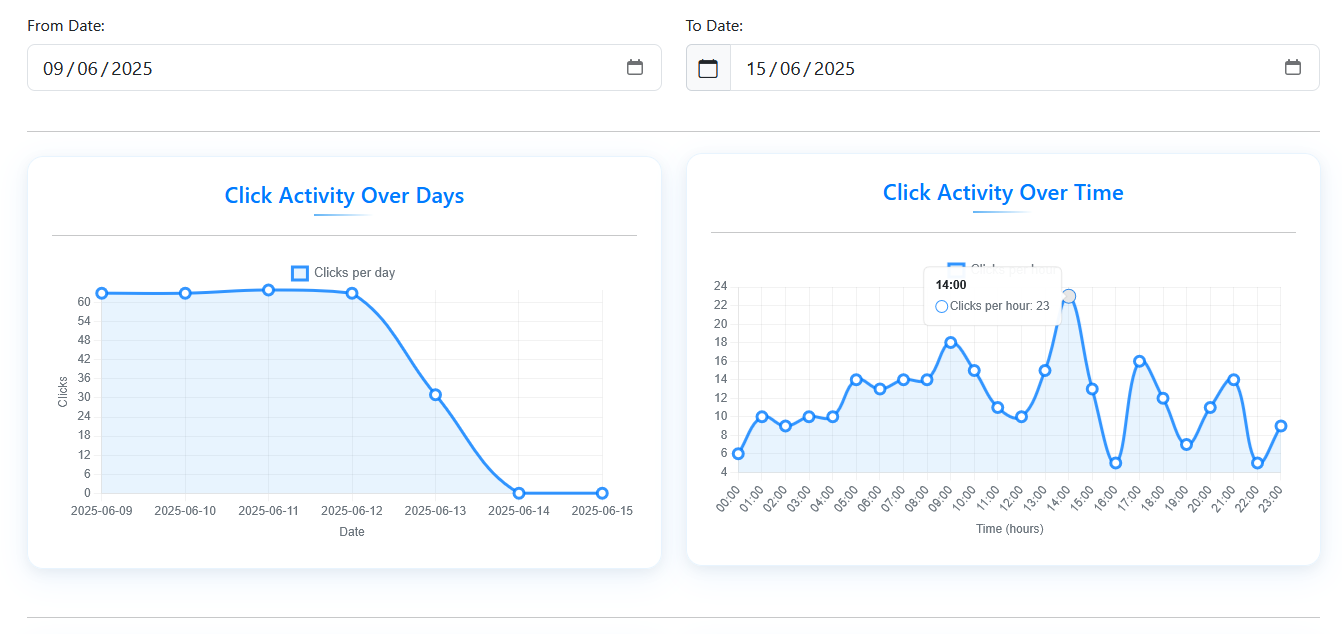 From Date:
To Date:
09/06/2025
15/06/2025
Click Activity Over Days
Clicks per day
60
54
48
42
36
30
24
18
12
6
0
Clicks
2025-06-09 2025-06-10 2025-06-11 2025-06-12 2025-06-13 2025-06-14 2025-06-15
Date
Click Activity Over Time
14:00
Clicks per hour: 23
24
22
20
18
16
14
12
10
8
6
4
00:00 01:00 02:00 03:00 04:00 05:00 06:00 07:00 08:00 09:00 10:00 11:00 12:00 13:00 14:00 15:00 16:00 17:00 18:00 19:00 20:00 21:00 22:00 23:00
Time (hours)